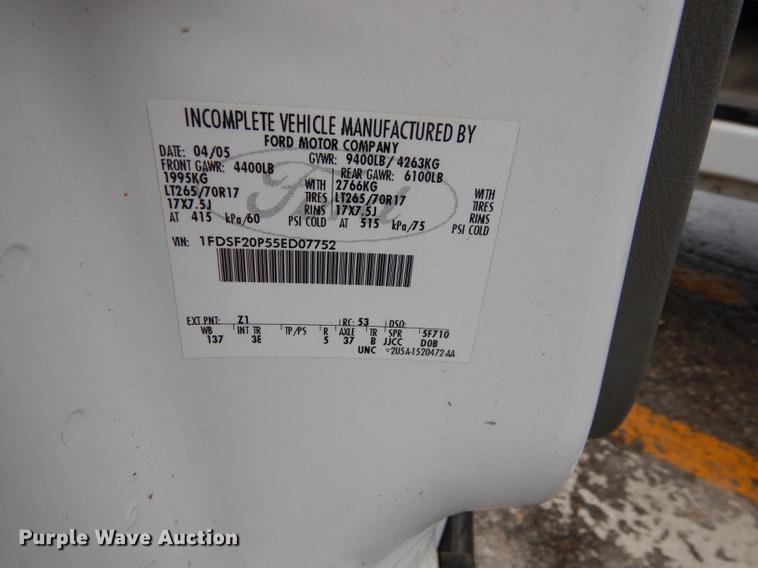 INCOMPLETE VEHICLE MANUFACTURED BY
FORD MOTOR COMPANY
DATE: 04/05 GVWR: 9400LB/ 4263KG
FRONT GAWR: 4400LB REAR GAWR: 6100LB
1995KG WITH 2766KG WITH
LT265/70R17 TIRES LT265/70R17 TIRES
17X7.5J RIMS 17X7.5J RIMS
AT 415 kPa/60 PSI COLD AT 515 kPa/75 PSI COLD
VIN: 1FDSF20P55ED07752
Ford
EXT PNT: Z1 RC: 53 DSO:
WB INT TR TP/PS R AXLE TR SPR 5F710
137 3E 5 37 B JJCC DOB
UNC 2U5A-1520472-AA
Purple Wave Auction